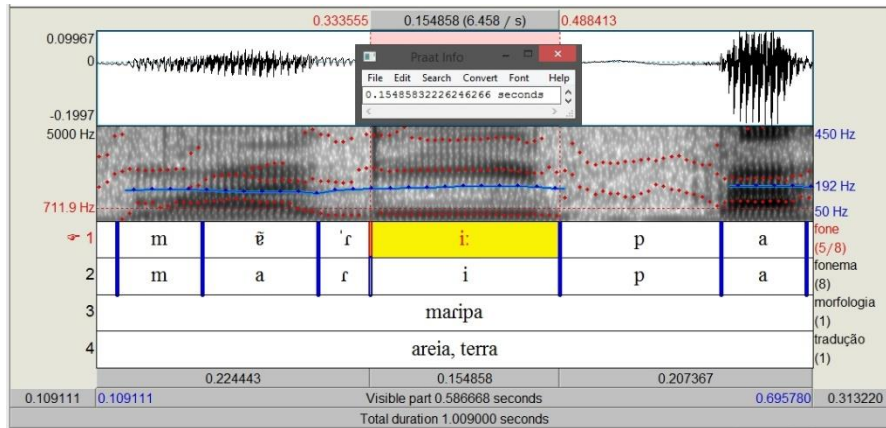 0.333555 0.154858 (6.458 / s) 0.488413
0.09967
0
-0.1997
Praat Info
File Edit Search Convert Font Help
0.15485832226246266 seconds
5000 Hz 450 Hz
192 Hz
711.9 Hz 50 Hz
1 m ɐ̃ ˈɾ iː p a fone
(5/8)
2 m a ɾ i p a fonema
(8)
3 maɾipa morfologia
(1)
4 areia, terra tradução
(1)
0.224443 0.154858 0.207367
0.109111 0.109111 Visible part 0.586668 seconds 0.695780 0.313220
Total duration 1.009000 seconds